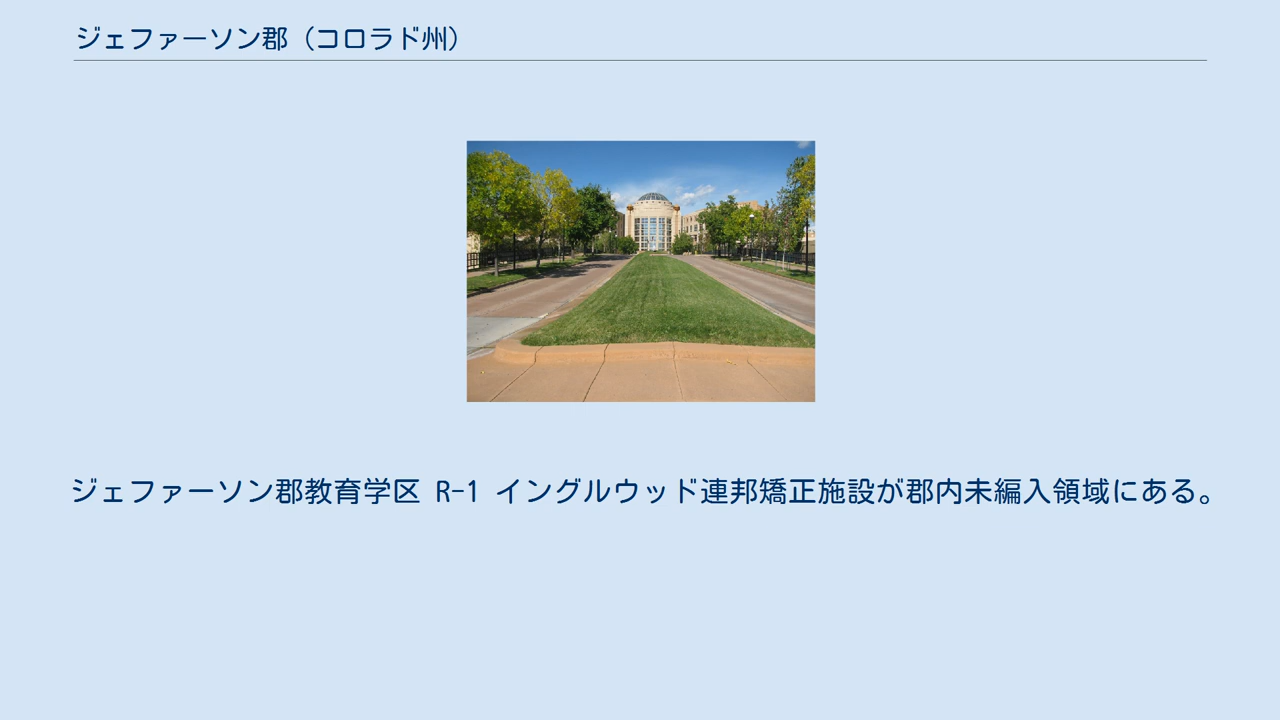 ジェファーソン郡（コロラド州）
ジェファーソン郡教育学区 R-1 イングルウッド連邦矯正施設が郡内未編入領域にある。